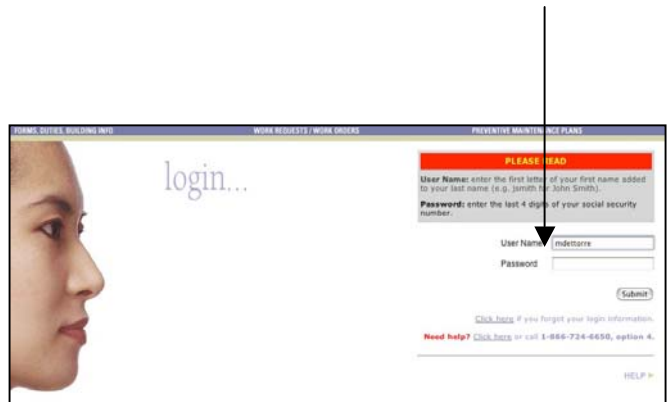 FORMS, DUTIES, BUILDING INFO WORK REQUESTS / WORK ORDERS PREVENTIVE MAINTENANCE PLANS
login...
PLEASE READ
User Name: enter the first letter of your first name added
to your last name (e.g. jsmith for John Smith).
Password: enter the last 4 digits of your social security
number.
User Name mdettorre
Password
Submit
Click here if you forgot your login information.
Need help? Click here or call 1-866-724-6650, option 4.
HELP